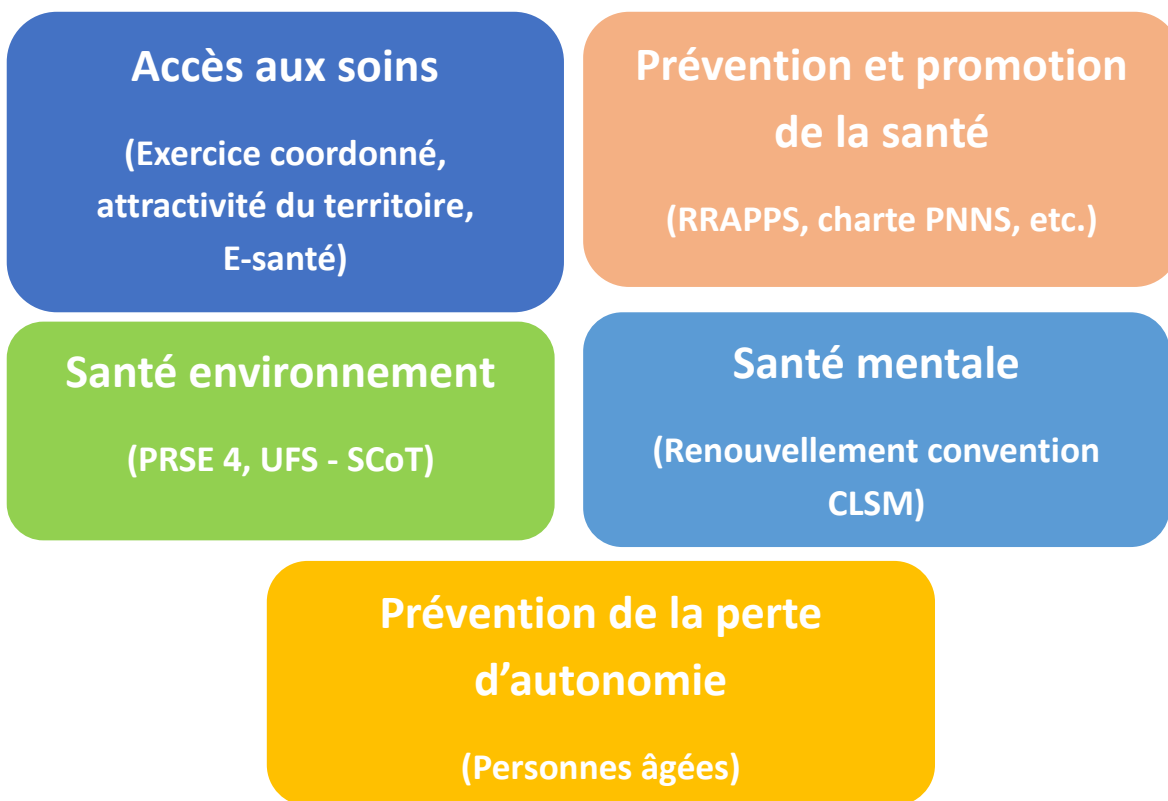 Accès aux soins
(Exercice coordonné,
attractivité du territoire,
E-santé)
Prévention et promotion
de la santé
(RRAPPS, charte PNNS, etc.)
Santé environnement
(PRSE 4, UFS - SCoT)
Santé mentale
(Renouvellement convention
CLSM)
Prévention de la perte
d’autonomie
(Personnes âgées)